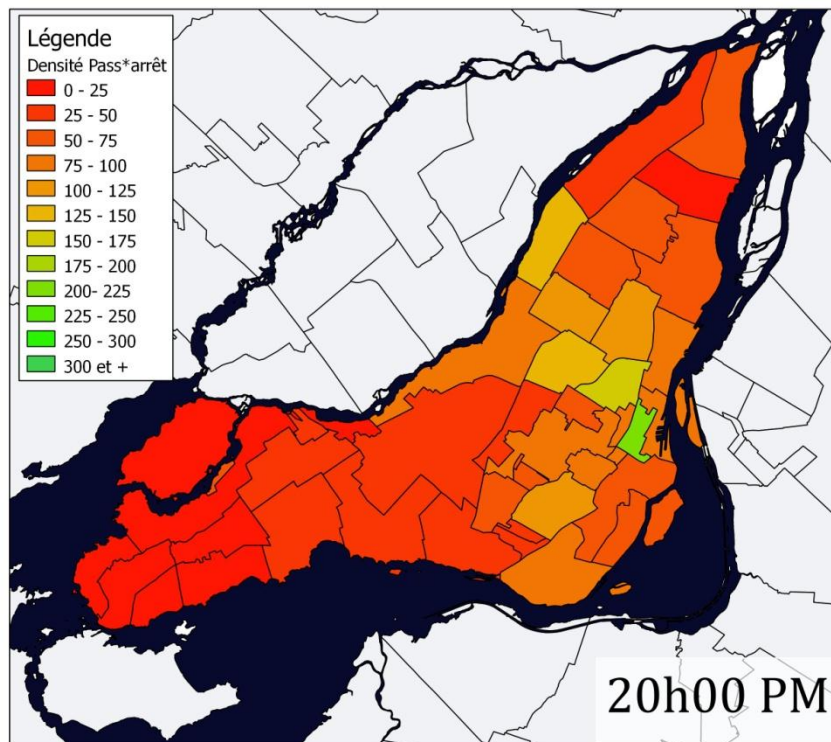 Légende
Densité Pass*arrêt
0 - 25
25 - 50
50 - 75
75 - 100
100 - 125
125 - 150
150 - 175
175 - 200
200- 225
225 - 250
250 - 300
300 et +
20h00 PM